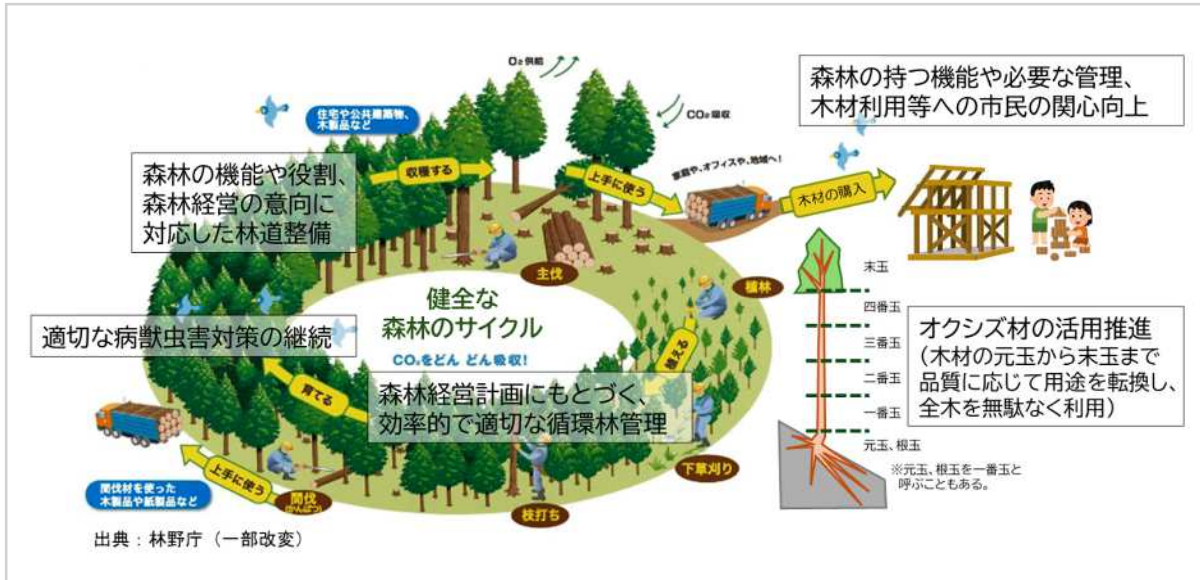 O₂供給
CO₂吸収
森林の持つ機能や必要な管理、
木材利用等への市民の関心向上
住宅や公共建築物、
木製品など
収穫する
上手に使う
家庭や、オフィスや、地域へ!
木材の購入
森林の機能や役割、
森林経営の意向に
対応した林道整備
主伐
植林
健全な
森林のサイクル
CO₂をどんどん吸収!
植える
適切な病獣虫害対策の継続
育てる
森林経営計画にもとづく、
効率的で適切な循環林管理
末玉
四番玉
三番玉
二番玉
一番玉
元玉、根玉
※元玉、根玉を一番玉と
呼ぶこともある。
オクシズ材の活用推進
(木材の元玉から末玉まで
品質に応じて用途を転換し、
全木を無駄なく利用)
下草刈り
上手に使う
間伐材を使った
木製品や紙製品など
間伐
(かんばつ)
枝打ち
出典:林野庁(一部改変)